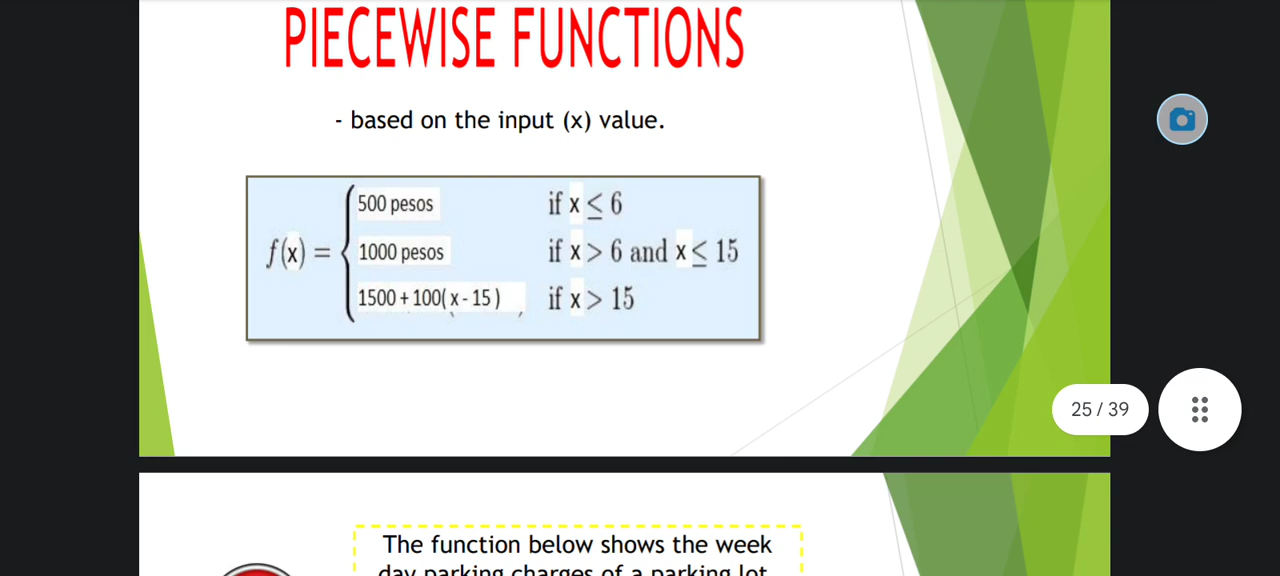 PIECEWISE FUNCTIONS
- based on the input (x) value.
500 pesos if x ≤ 6
f(x) = 1000 pesos if x > 6 and x ≤ 15
1500 + 100( x - 15 ) if x > 15
25 / 39
The function below shows the week
day parking charges of a parking lot